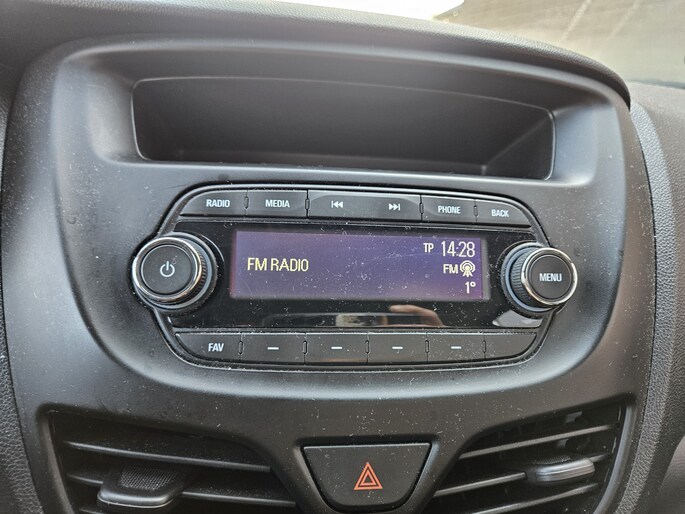 RADIO MEDIA PHONE BACK
TP 14:28
FM RADIO FM MENU
1°
FAV